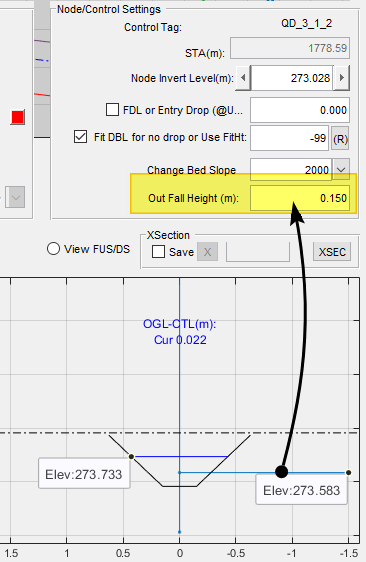 Node/Control Settings
Control Tag: QD_3_1_2
STA(m): 1778.59
Node Invert Level(m): 273.028
FDL or Entry Drop (@U... 0.000
Fit DBL for no drop or Use FitHt: -99 (R)
Change Bed Slope 2000
Out Fall Height (m): 0.150
View FUS/DS
XSection
Save X XSEC
OGL-CTL(m):
Cur 0.022
Elev:273.733
Elev:273.583
1.5 1 0.5 0 -0.5 -1 -1.5